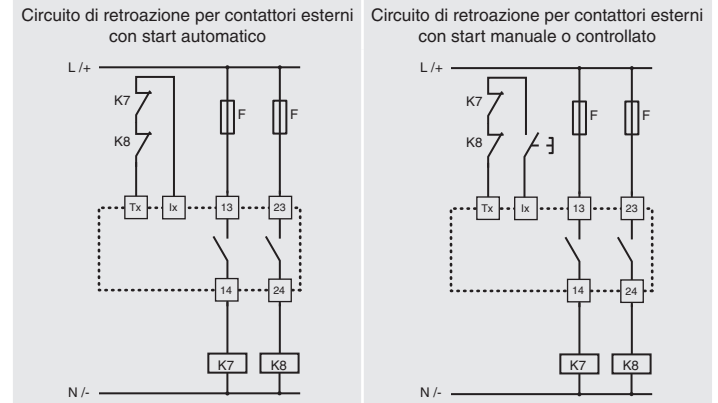 Circuito di retroazione per contattori esterni
con start automatico
L /+
K7
F
F
K8
Tx
Ix
13
23
14
24
K7
K8
N /-
Circuito di retroazione per contattori esterni
con start manuale o controllato
L /+
K7
F
F
K8
Tx
Ix
13
23
14
24
K7
K8
N /-